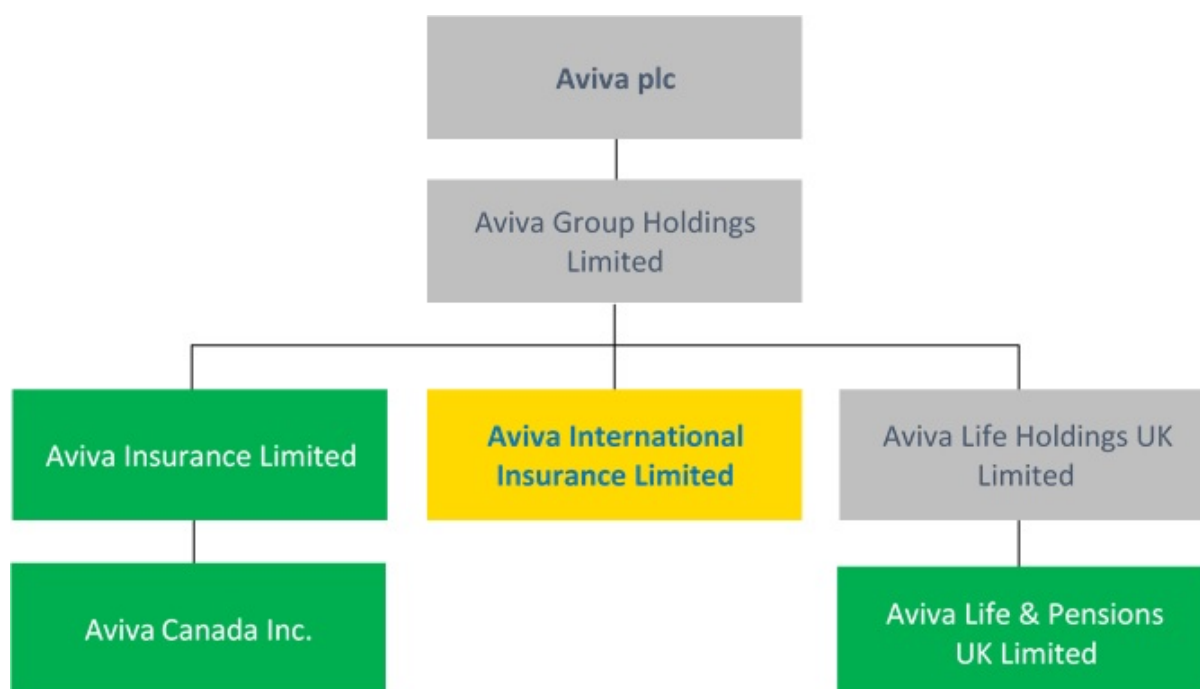 Aviva plc
Aviva Group Holdings
Limited
Aviva Insurance Limited
Aviva International
Insurance Limited
Aviva Life Holdings UK
Limited
Aviva Canada Inc.
Aviva Life & Pensions
UK Limited